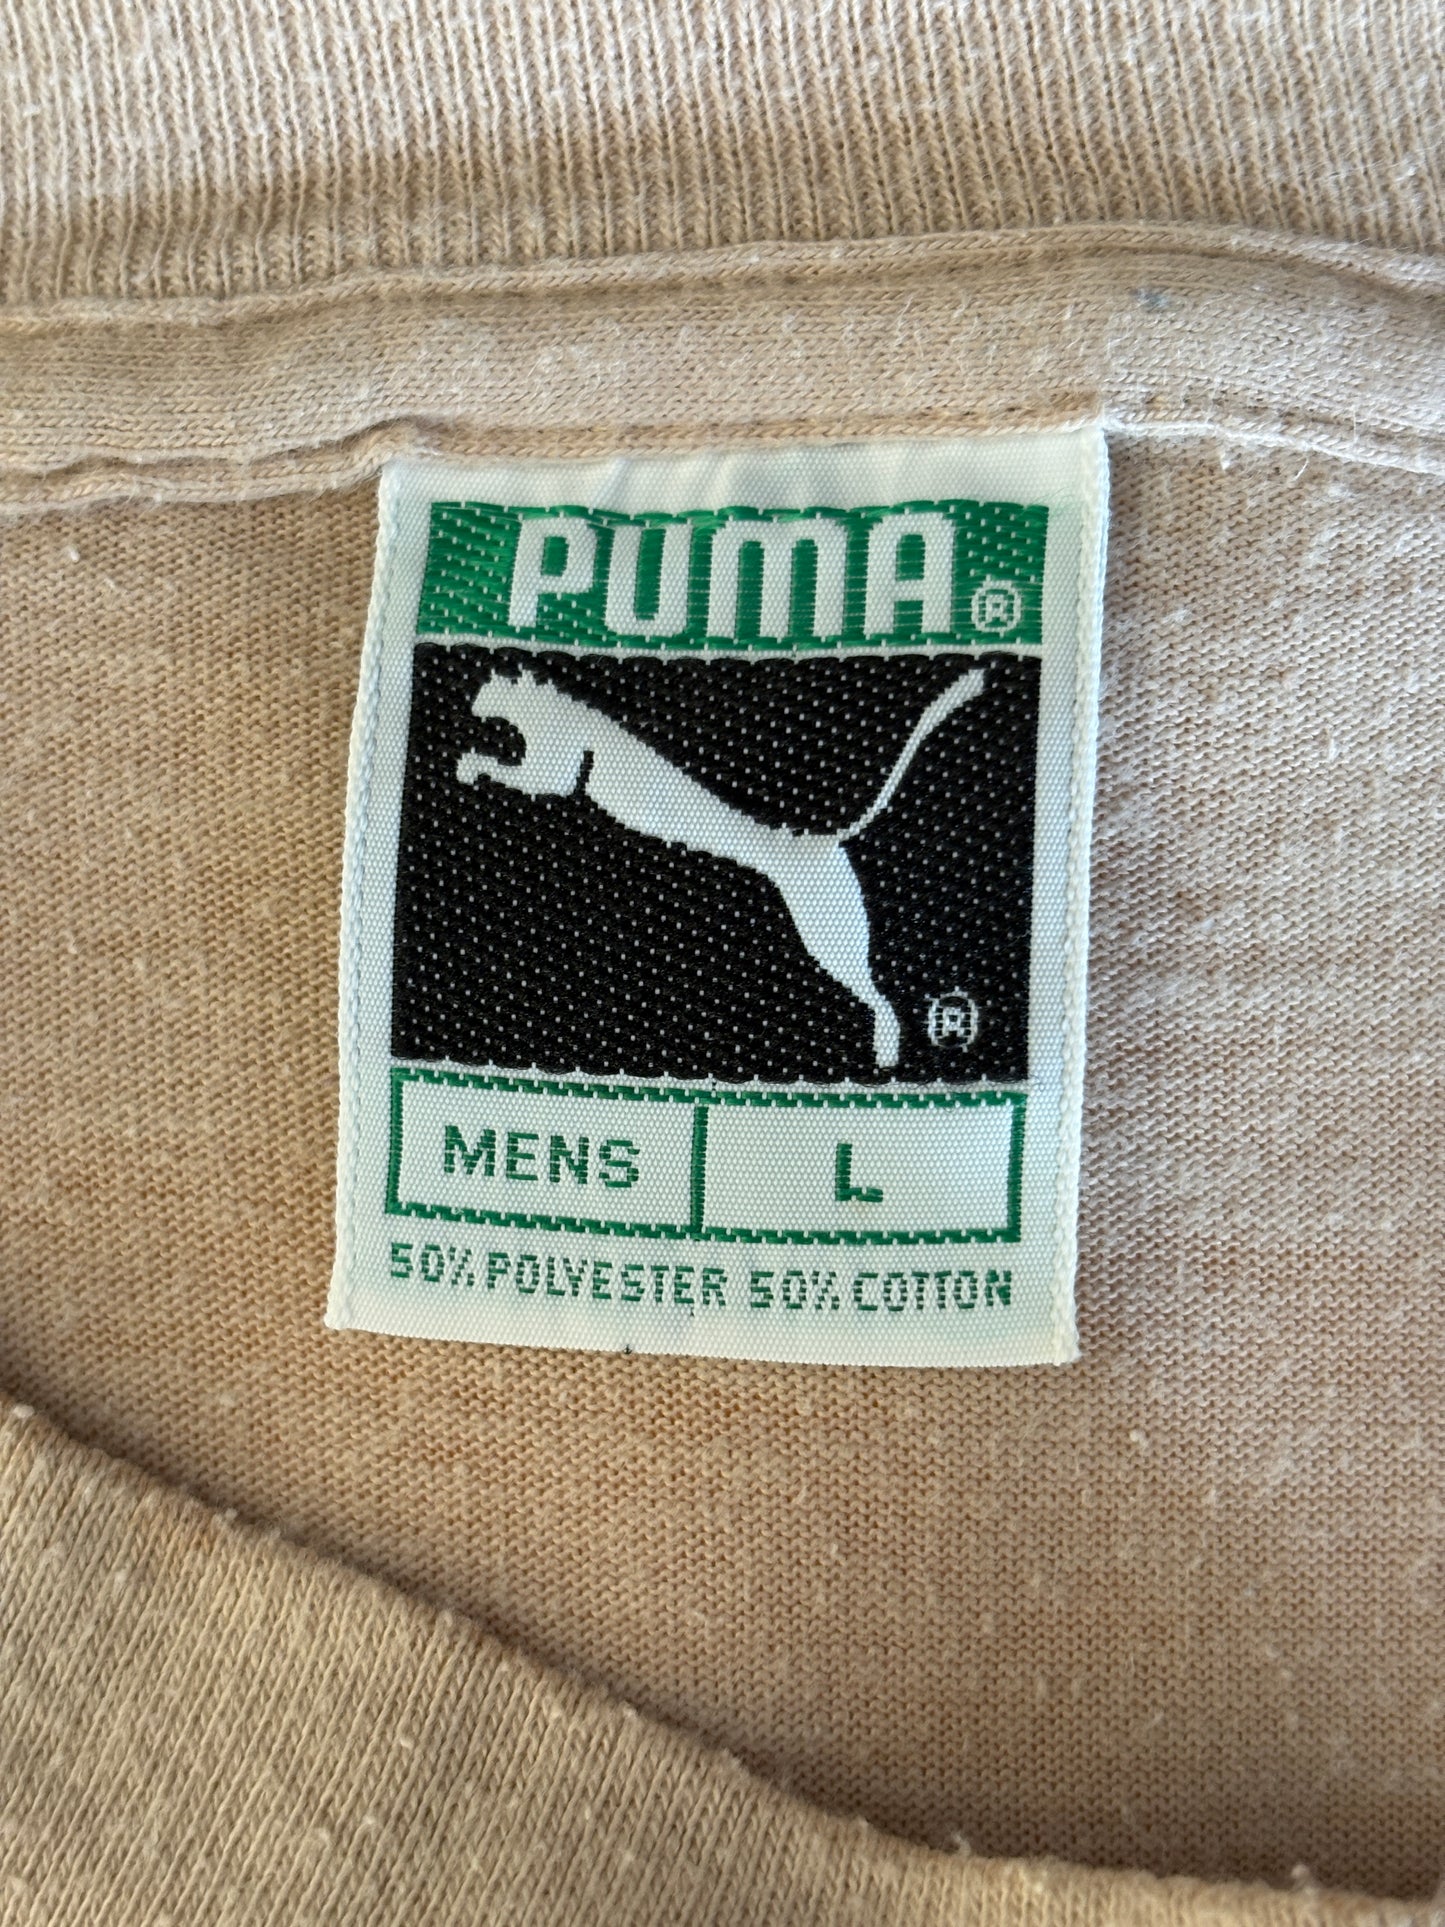 PUMA®
®
MENS L
50% POLYESTER 50% COTTON